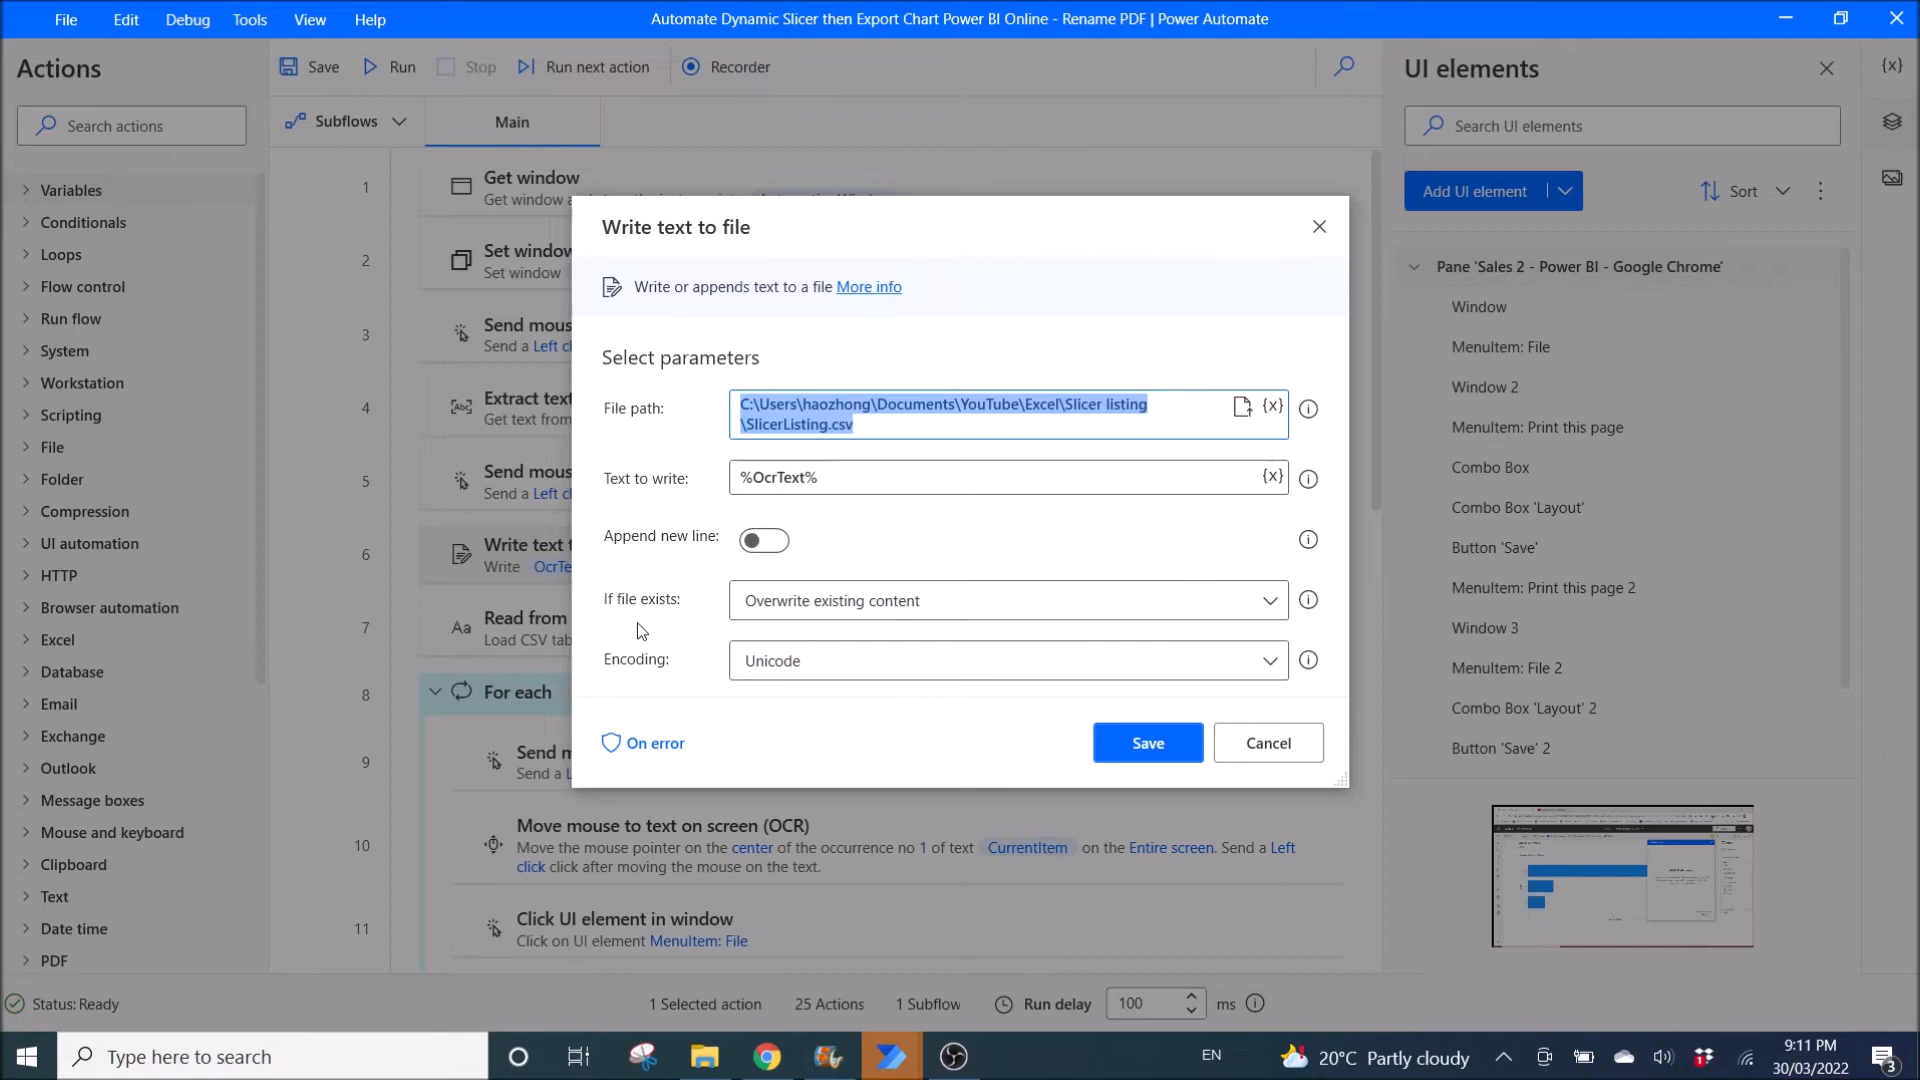 File Edit Debug Tools View Help
Automate Dynamic Slicer then Export Chart Power BI Online - Rename PDF | Power Automate
Actions
Save Run Stop Run next action Recorder
UI elements
{x}
Search actions
Subflows
Main
Search UI elements
Variables
Conditionals
Loops
Flow control
Run flow
System
Workstation
Scripting
File
Folder
Compression
UI automation
HTTP
Browser automation
Excel
Database
Email
Exchange
Outlook
Message boxes
Mouse and keyboard
Clipboard
Text
Date time
PDF
1
Get window
2
Set window
Set window
3
Send mous
Send a Left cl
4
Extract text
Get text from
5
Send mous
Send a Left cl
6
Write text t
Write OcrTe
7
Aa
Read from
Load CSV tab
8
For each
9
Send m
Send a L
10
Move mouse to text on screen (OCR)
Move the mouse pointer on the center of the occurrence no 1 of text CurrentItem on the Entire screen. Send a Left
click click after moving the mouse on the text.
11
Click UI element in window
Click on UI element MenuItem: File
Write text to file
Write or appends text to a file More info
Select parameters
File path:
C:\Users\haozhong\Documents\YouTube\Excel\Slicer listing
\SlicerListing.csv
{x}
Text to write:
%OcrText%
{x}
Append new line:
If file exists:
Overwrite existing content
Encoding:
Unicode
On error
Save
Cancel
Add UI element
Sort
Pane 'Sales 2 - Power BI - Google Chrome'
Window
MenuItem: File
Window 2
MenuItem: Print this page
Combo Box
Combo Box 'Layout'
Button 'Save'
MenuItem: Print this page 2
Window 3
MenuItem: File 2
Combo Box 'Layout' 2
Button 'Save' 2
Status: Ready
1 Selected action
25 Actions
1 Subflow
Run delay
100
ms
Type here to search
EN
20°C Partly cloudy
9:11 PM
30/03/2022
3